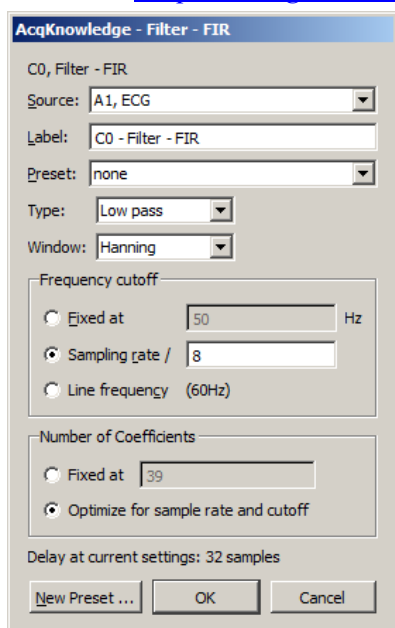 AcqKnowledge - Filter - FIR
C0, Filter - FIR
Source: A1, ECG
Label: C0 - Filter - FIR
Preset: none
Type: Low pass
Window: Hanning
Frequency cutoff
Fixed at 50 Hz
Sampling rate / 8
Line frequency (60Hz)
Number of Coefficients
Fixed at 39
Optimize for sample rate and cutoff
Delay at current settings: 32 samples
New Preset ... OK Cancel